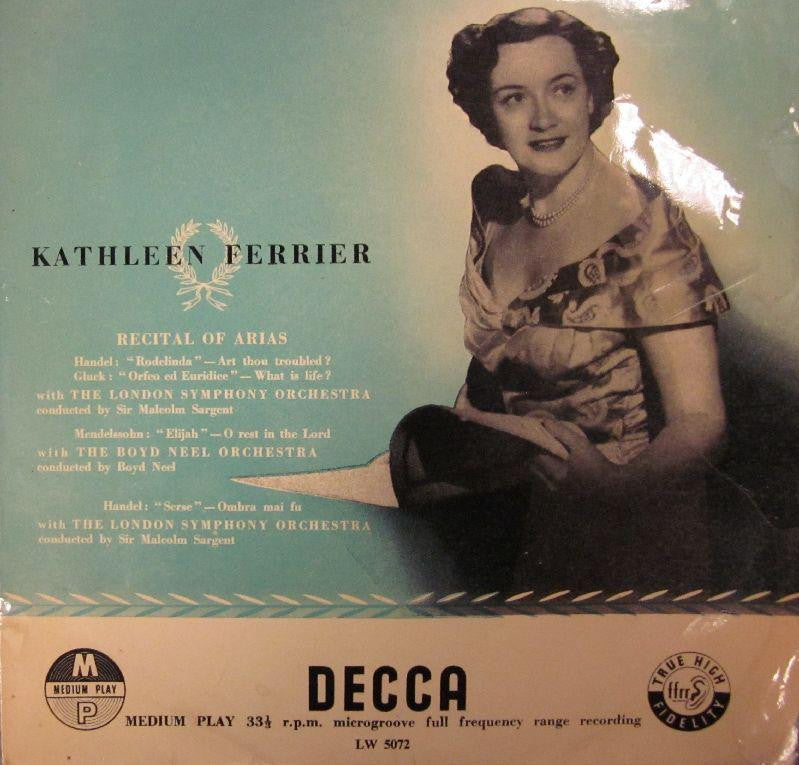 KATHLEEN FERRIER
RECITAL OF ARIAS
Handel: "Rodelinda"—Art thou troubled?
Gluck: "Orfeo ed Euridice"—What is life?
with THE LONDON SYMPHONY ORCHESTRA
conducted by Sir Malcolm Sargent
Mendelssohn: "Elijah"—O rest in the Lord
with THE BOYD NEEL ORCHESTRA
conducted by Boyd Neel
Handel: "Serse"—Ombra mai fu
with THE LONDON SYMPHONY ORCHESTRA
conducted by Sir Malcolm Sargent
M
MEDIUM PLAY
P
DECCA
TRUE HIGH
ffrr
FIDELITY
MEDIUM PLAY 33⅓ r.p.m. microgroove full frequency range recording
LW 5072